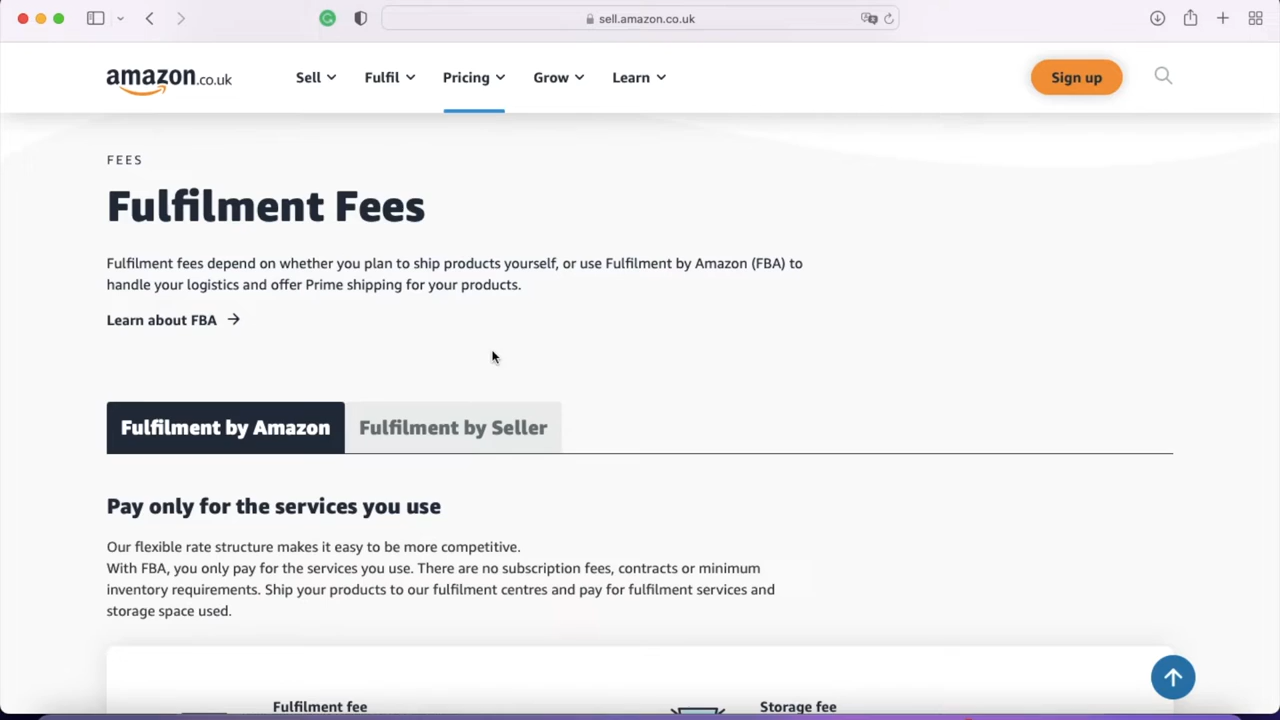 sell.amazon.co.uk
amazon.co.uk
Sell
Fulfil
Pricing
Grow
Learn
Sign up
FEES
Fulfilment Fees
Fulfilment fees depend on whether you plan to ship products yourself, or use Fulfilment by Amazon (FBA) to
handle your logistics and offer Prime shipping for your products.
Learn about FBA →
Fulfilment by Amazon
Fulfilment by Seller
Pay only for the services you use
Our flexible rate structure makes it easy to be more competitive.
With FBA, you only pay for the services you use. There are no subscription fees, contracts or minimum
inventory requirements. Ship your products to our fulfilment centres and pay for fulfilment services and
storage space used.
Fulfilment fee
Storage fee